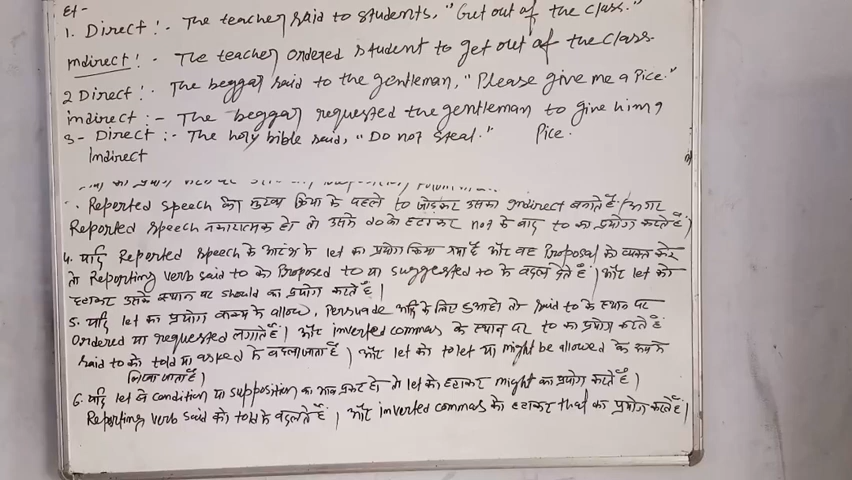 Ex-
1. Direct :- The teacher said to students, "Get out of the class."
Indirect :- The teacher ordered student to get out of the class.
2 Direct :- The beggar said to the gentleman, "Please give me a Pice."
indirect :- The beggar requested the gentleman to give him a
Pice.
3- Direct :- The holy bible said, "Do not steal."
Indirect
Reported speech की मुख्य क्रिया के पहले to जोड़कर उसका indirect बनाते हैं। अगर
Reported speech नकारात्मक हो तो उसके do को हटाकर not के बाद to का प्रयोग करते हैं।
4. यदि Reported speech के आरंभ में let का प्रयोग किया गया है और वह Proposal को व्यक्त करे
तो Reporting verb said to को Proposed to या suggested to में बदल देते हैं। और let को
हटाकर उसके स्थान पर should का प्रयोग करते हैं।
5. यदि let का प्रयोग वाक्य में allow, Persuade आदि के लिए हुआ हो तो said to के स्थान पर
ordered या requested लगाते हैं। और inverted commas के स्थान पर to का प्रयोग करते हैं
said to को told या asked में बदला जाता है। और let को to let या might be allowed के रूप में
लिखा जाता है।
6. यदि let से condition या supposition का भाव प्रकट हो तो let को हटाकर might का प्रयोग करते हैं।
Reporting verb said को told में बदलते हैं। और inverted commas को हटाकर that का प्रयोग करते हैं।